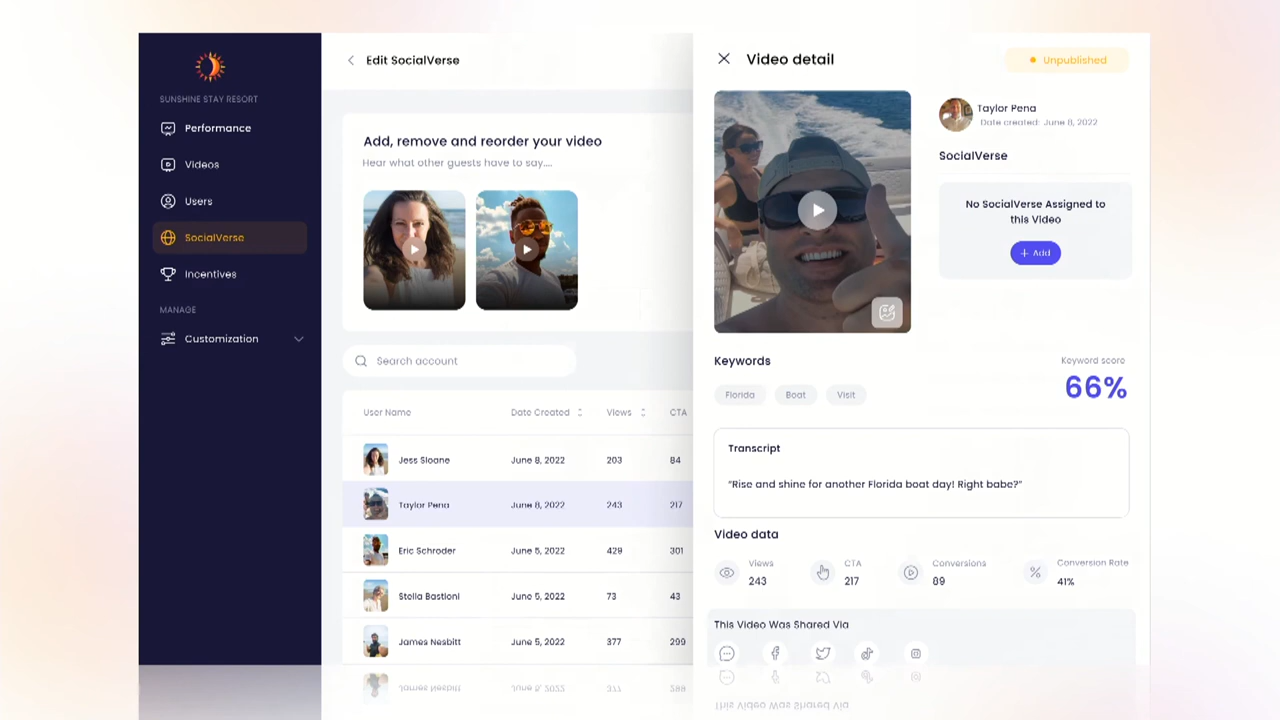 SUNSHINE STAY RESORT
Performance
Videos
Users
SocialVerse
Incentives
MANAGE
Customization
Edit SocialVerse
Add, remove and reorder your video
Hear what other guests have to say....
Search account
User Name Date Created Views CTA
Jess Sloane June 8, 2022 203 84
Taylor Pena June 8, 2022 243 217
Eric Schroder June 5, 2022 429 301
Stella Bastioni June 5, 2022 73 43
James Nesbitt June 5, 2022 377 299
Video detail
Unpublished
Taylor Pena
Date created: June 8, 2022
SocialVerse
No SocialVerse Assigned to
this Video
+ Add
Keywords
Keyword score
66%
Florida Boat Visit
Transcript
“Rise and shine for another Florida boat day! Right babe?”
Video data
Views CTA Conversions Conversion Rate
243 217 89 41%
This Video Was Shared Via